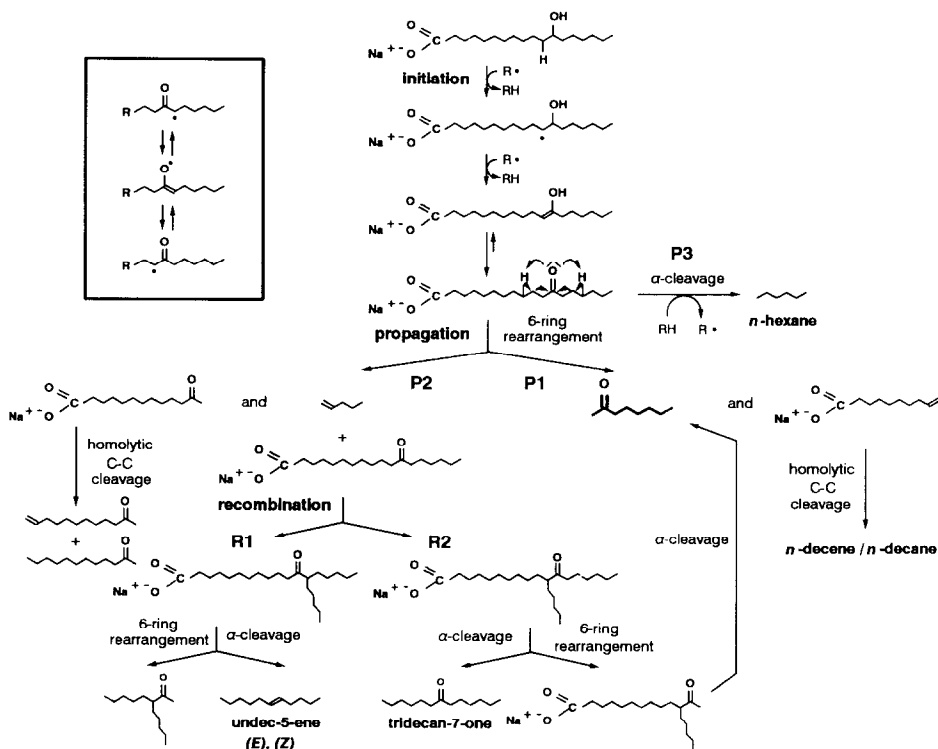 OH
O
C
Na + - O
H
initiation
R •
RH
O
R
OH
O
C
Na + - O
O •
R
R •
RH
OH
O
C
Na + - O
O
R
P3
H O H
α-cleavage
O
C
Na + - O
RH R •
n-hexane
propagation
6-ring
rearrangement
P2 P1
O O
C
Na + - O
and
O
and
O
C
Na + - O
+
homolytic
C-C
cleavage
O O
C
Na + - O
homolytic
C-C
cleavage
recombination
O
+
O
R1 R2
α-cleavage
n-decene / n-decane
O O
C
Na + - O
O O
C
Na + - O
6-ring
rearrangement
α-cleavage
α-cleavage
6-ring
rearrangement
O
undec-5-ene
(E), (Z)
O
tridecan-7-one
O O
C
Na + - O